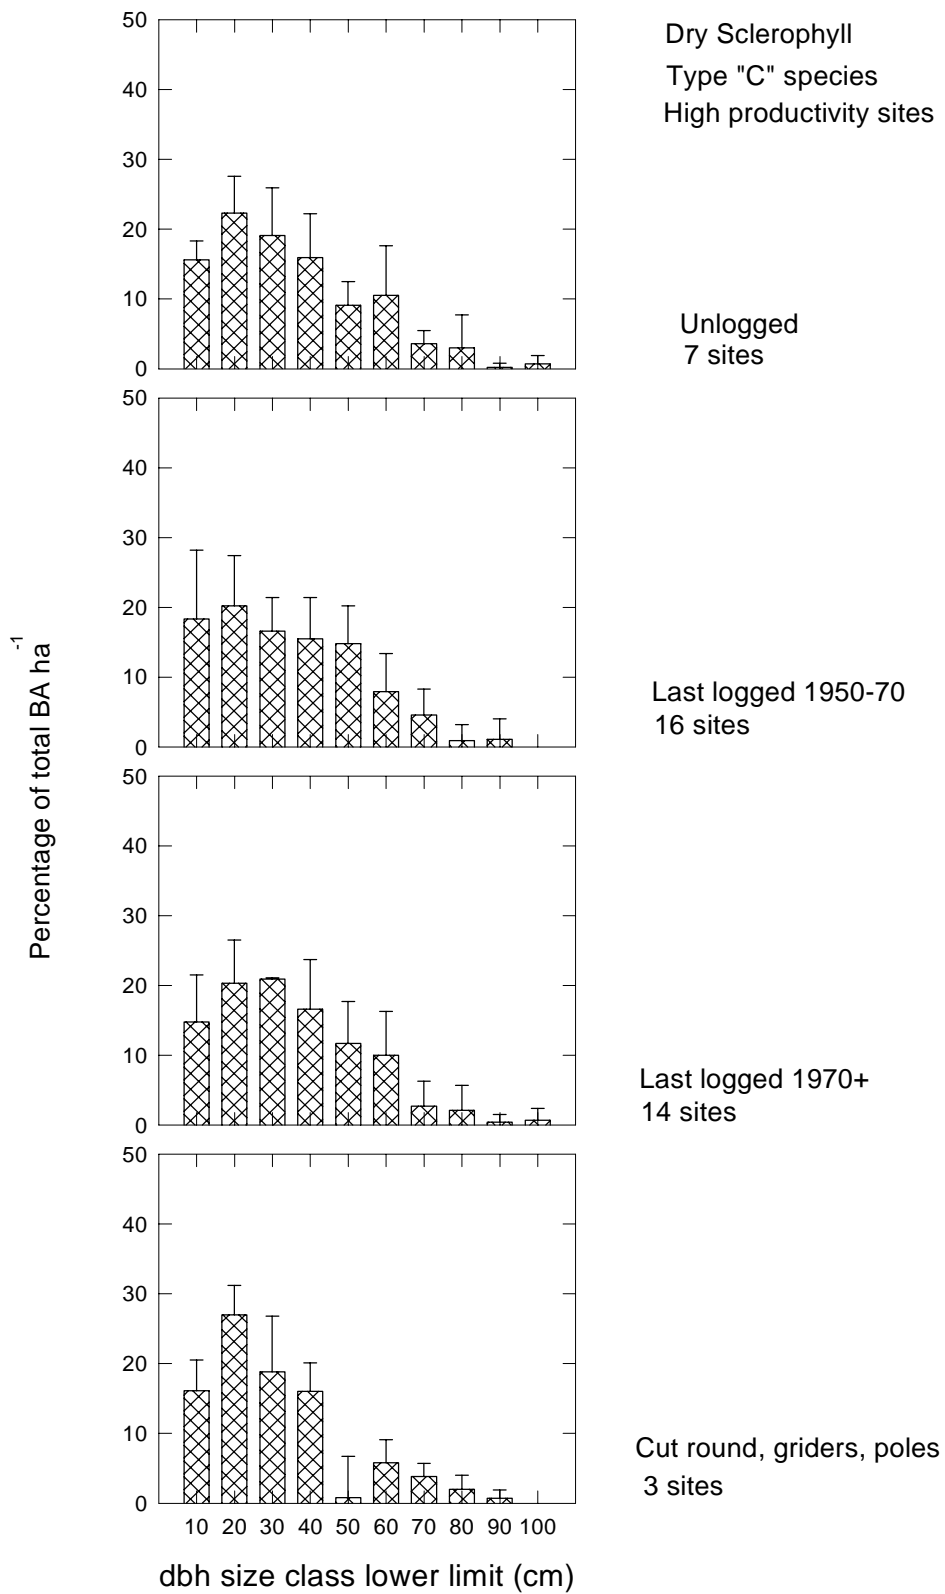 Dry Sclerophyll
Type "C" species
High productivity sites
50
40
30
20
10
0
Unlogged
7 sites
50
40
30
20
10
0
Last logged 1950-70
16 sites
Percentage of total BA ha-1
50
40
30
20
10
0
Last logged 1970+
14 sites
50
40
30
20
10
0
Cut round, griders, poles
3 sites
10 20 30 40 50 60 70 80 90 100
dbh size class lower limit (cm)